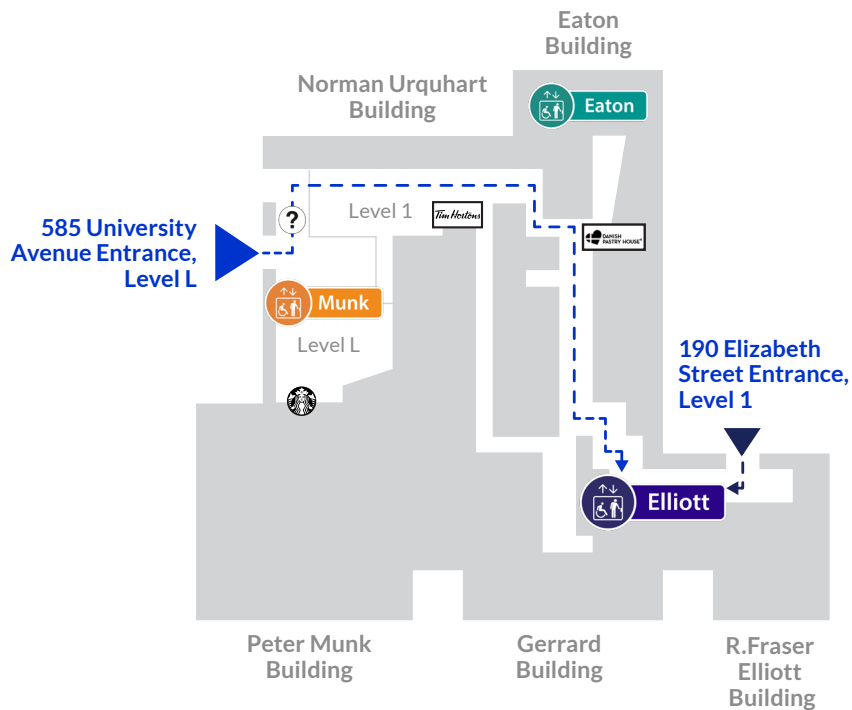 Eaton
Building
Norman Urquhart
Building
Eaton
585 University
Avenue Entrance,
Level L
?
Level 1
Tim Hortons
DANISH
PASTRY HOUSE
Munk
Level L
190 Elizabeth
Street Entrance,
Level 1
Elliott
Peter Munk
Building
Gerrard
Building
R.Fraser
Elliott
Building